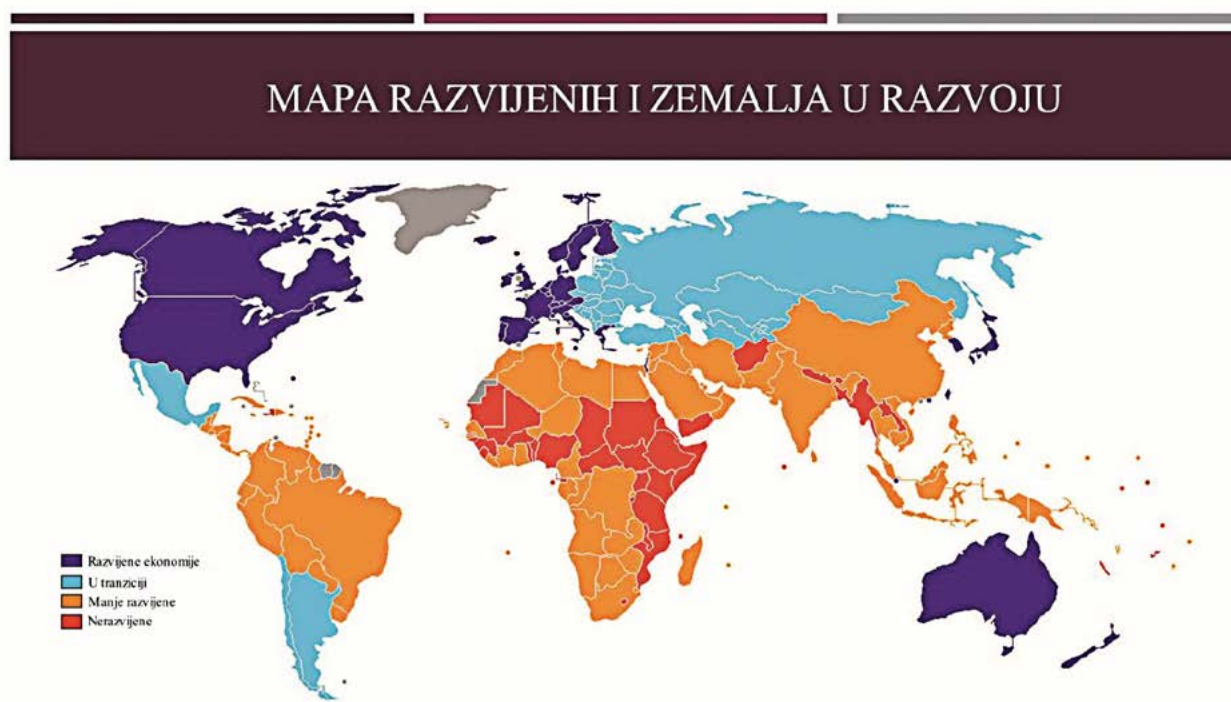 MAPA RAZVIJENIH I ZEMALJA U RAZVOJU
Razvijene ekonomije
U tranziciji
Manje razvijene
Nerazvijene